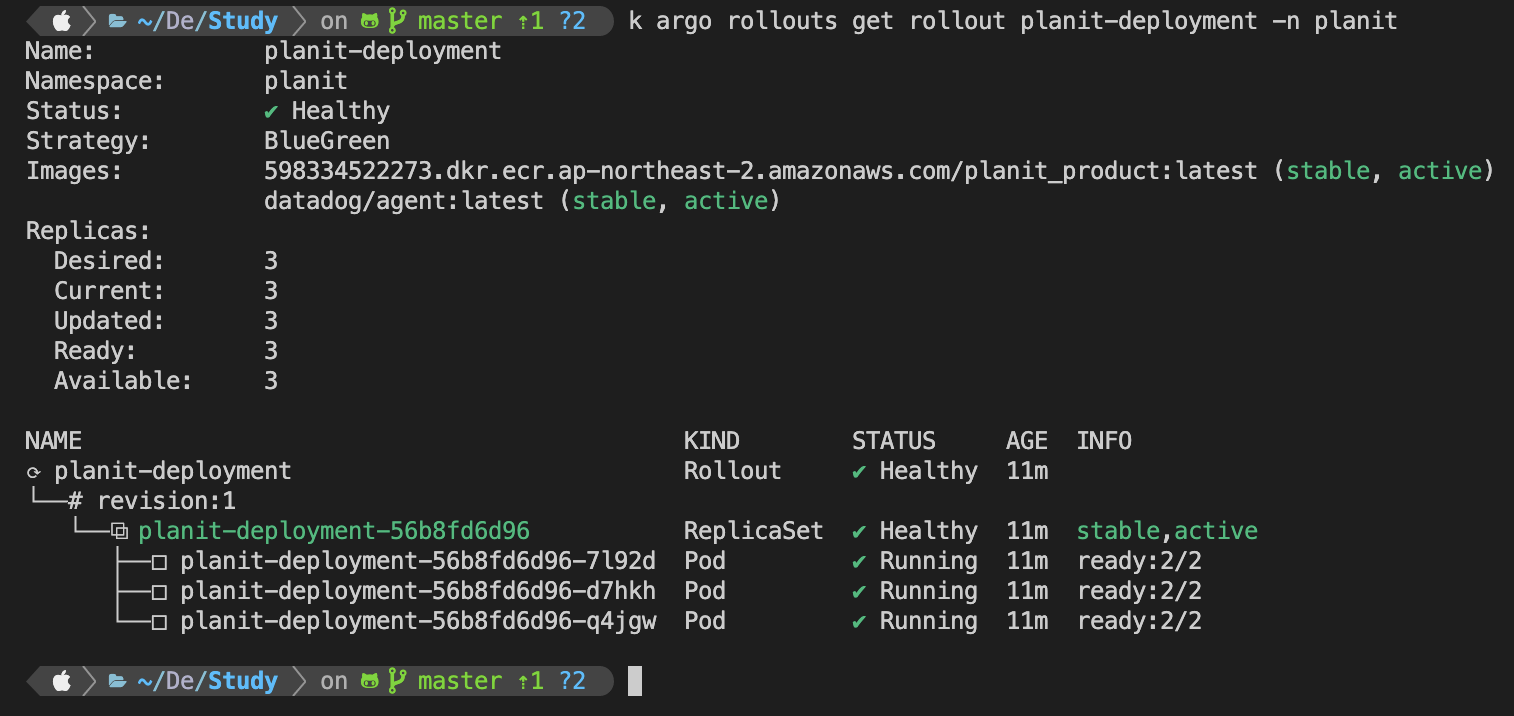 ~/De/Study on master ⇡1 ?2 k argo rollouts get rollout planit-deployment -n planit
Name: planit-deployment
Namespace: planit
Status: ✔ Healthy
Strategy: BlueGreen
Images: 598334522273.dkr.ecr.ap-northeast-2.amazonaws.com/planit_product:latest (stable, active)
datadog/agent:latest (stable, active)
Replicas:
Desired: 3
Current: 3
Updated: 3
Ready: 3
Available: 3
NAME KIND STATUS AGE INFO
⟳ planit-deployment Rollout ✔ Healthy 11m
└──# revision:1
└──⧉ planit-deployment-56b8fd6d96 ReplicaSet ✔ Healthy 11m stable,active
├──□ planit-deployment-56b8fd6d96-7l92d Pod ✔ Running 11m ready:2/2
├──□ planit-deployment-56b8fd6d96-d7hkh Pod ✔ Running 11m ready:2/2
└──□ planit-deployment-56b8fd6d96-q4jgw Pod ✔ Running 11m ready:2/2
~/De/Study on master ⇡1 ?2